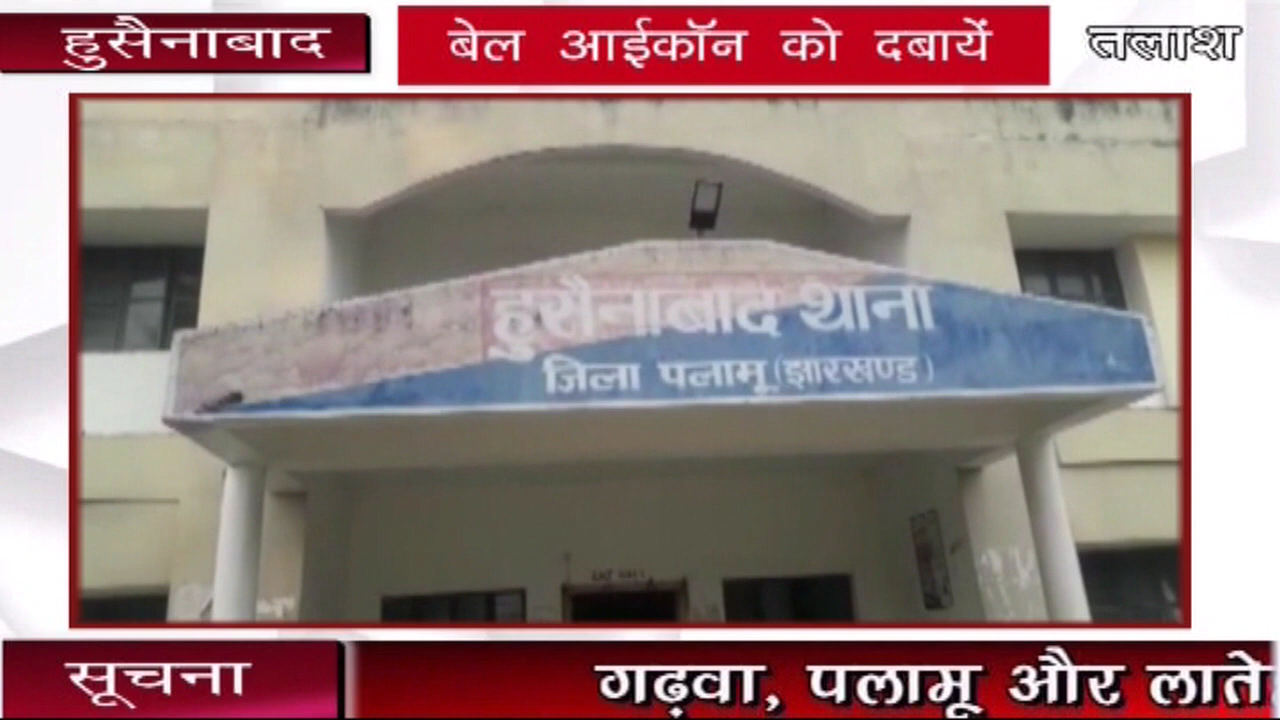 हुसैनाबाद
बेल आईकॉन को दबायें
तलाश
हुसैनाबाद थाना
जिला पलामू (झारखण्ड)
सूचना
गढ़वा, पलामू और लाते